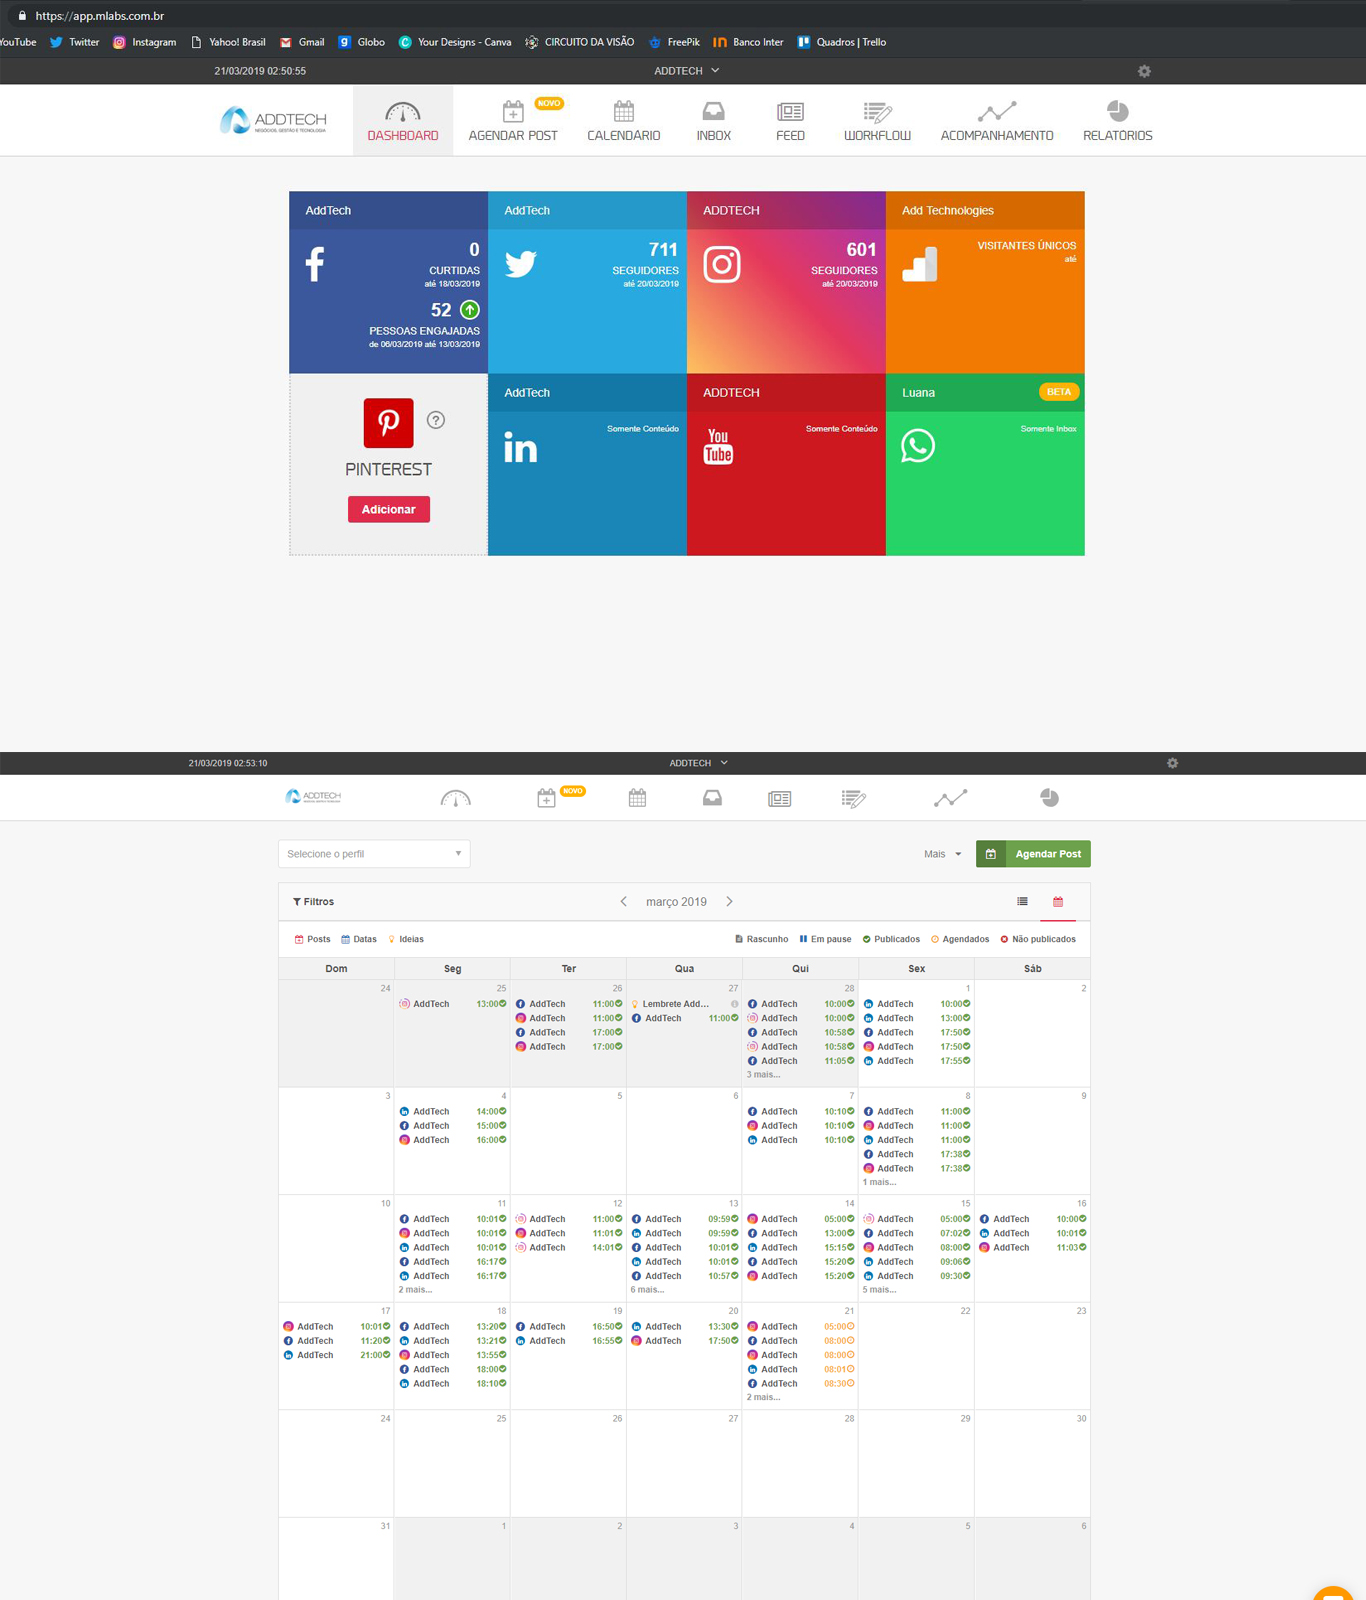 https://app.mlabs.com.br
YouTube Twitter Instagram Yahoo! Brasil Gmail Globo Your Designs - Canva CIRCUITO DA VISÃO FreePik Banco Inter Quadros | Trello
21/03/2019 02:50:55 ADDTECH
ADDTECH
NEGÓCIOS, GESTÃO E TECNOLOGIA
NOVO
DASHBOARD AGENDAR POST CALENDÁRIO INBOX FEED WORKFLOW ACOMPANHAMENTO RELATÓRIOS
AddTech AddTech ADDTECH Add Technologies
0 711 601 VISITANTES ÚNICOS
CURTIDAS SEGUIDORES SEGUIDORES até
até 18/03/2019 até 20/03/2019 até 20/03/2019
52
PESSOAS ENGAJADAS
de 06/03/2019 até 13/03/2019
AddTech ADDTECH Luana BETA
Somente Conteúdo Somente Conteúdo Somente Inbox
You
Tube
PINTEREST
Adicionar
21/03/2019 02:53:10 ADDTECH
ADDTECH NOVO
Selecione o perfil Mais Agendar Post
Filtros março 2019
Posts Datas Ideias Rascunho Em pause Publicados Agendados Não publicados
Dom Seg Ter Qua Qui Sex Sáb
24 25 26 27 28 1 2
AddTech 13:00 AddTech 11:00 Lembrete Add... AddTech 10:00 AddTech 10:00
AddTech 11:00 AddTech 11:00 AddTech 10:00 AddTech 13:00
AddTech 17:00 AddTech 10:58 AddTech 17:50
AddTech 17:00 AddTech 10:58 AddTech 17:50
AddTech 11:05 AddTech 17:55
3 mais...
3 4 5 6 7 8 9
AddTech 14:00 AddTech 10:10 AddTech 11:00
AddTech 15:00 AddTech 10:10 AddTech 11:00
AddTech 16:00 AddTech 10:10 AddTech 11:00
AddTech 17:38
AddTech 17:38
1 mais...
10 11 12 13 14 15 16
AddTech 10:01 AddTech 11:00 AddTech 09:59 AddTech 05:00 AddTech 05:00 AddTech 10:00
AddTech 10:01 AddTech 11:01 AddTech 09:59 AddTech 13:00 AddTech 07:02 AddTech 10:01
AddTech 10:01 AddTech 14:01 AddTech 10:01 AddTech 15:15 AddTech 08:00 AddTech 11:03
AddTech 16:17 AddTech 10:01 AddTech 15:20 AddTech 09:06
AddTech 16:17 AddTech 10:57 AddTech 15:20 AddTech 09:30
2 mais... 6 mais... 5 mais...
17 18 19 20 21 22 23
AddTech 10:01 AddTech 13:20 AddTech 16:50 AddTech 13:30 AddTech 05:00
AddTech 11:20 AddTech 13:21 AddTech 16:55 AddTech 17:50 AddTech 08:00
AddTech 21:00 AddTech 13:55 AddTech 08:00
AddTech 18:00 AddTech 08:01
AddTech 18:10 AddTech 08:30
2 mais...
24 25 26 27 28 29 30
31 1 2 3 4 5 6